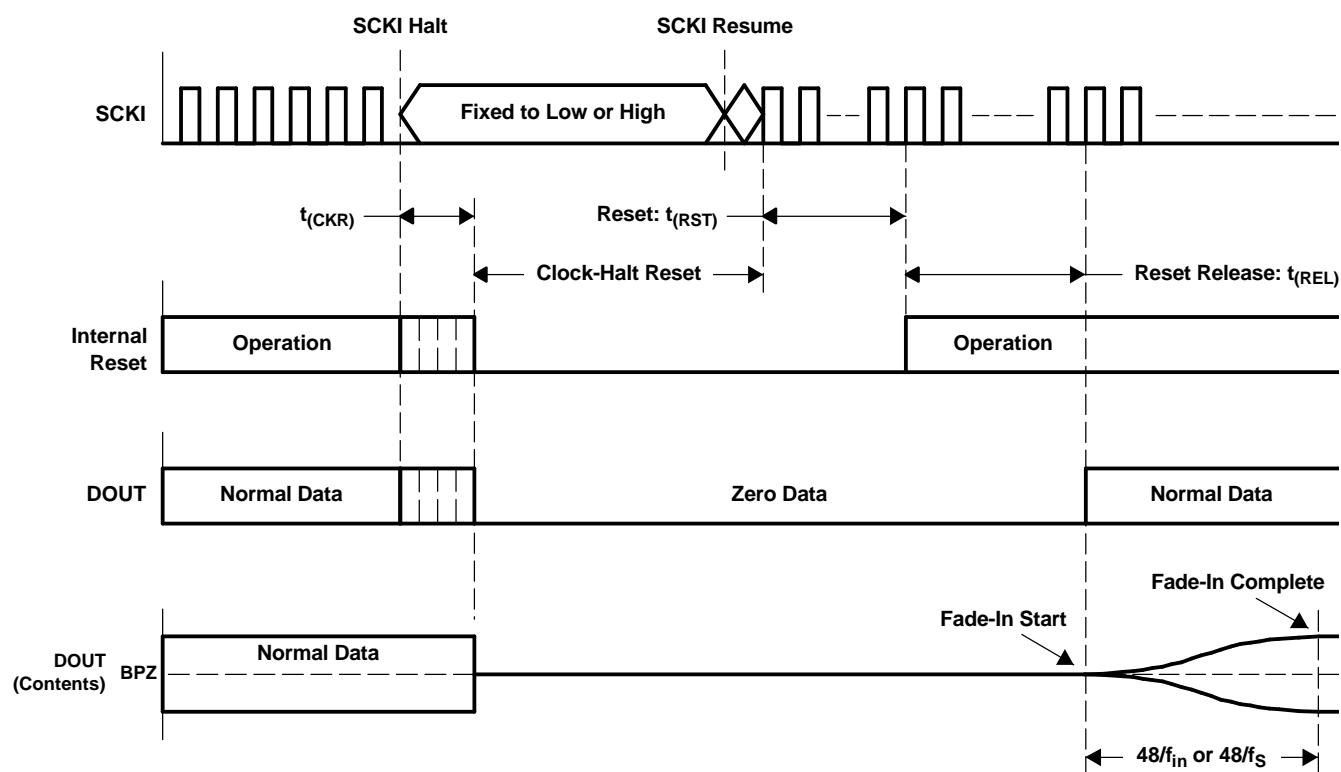 SCKI Halt
SCKI Resume
SCKI
Fixed to Low or High
t(CKR)
Reset: t(RST)
Clock-Halt Reset
Reset Release: t(REL)
Internal
Reset
Operation
Operation
DOUT
Normal Data
Zero Data
Normal Data
Fade-In Complete
Fade-In Start
DOUT
(Contents)
BPZ
Normal Data
48/fin or 48/fS